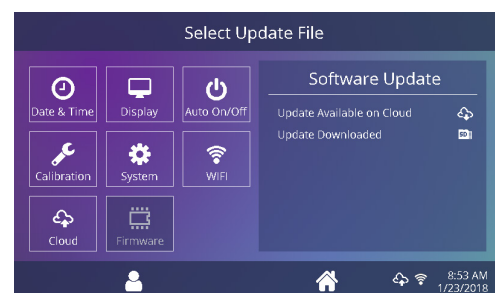 Select Update File
Date & Time
Display
Auto On/Off
Calibration
System
WIFI
Cloud
Firmware
Software Update
Update Available on Cloud
Update Downloaded
SD
8:53 AM
1/23/2018